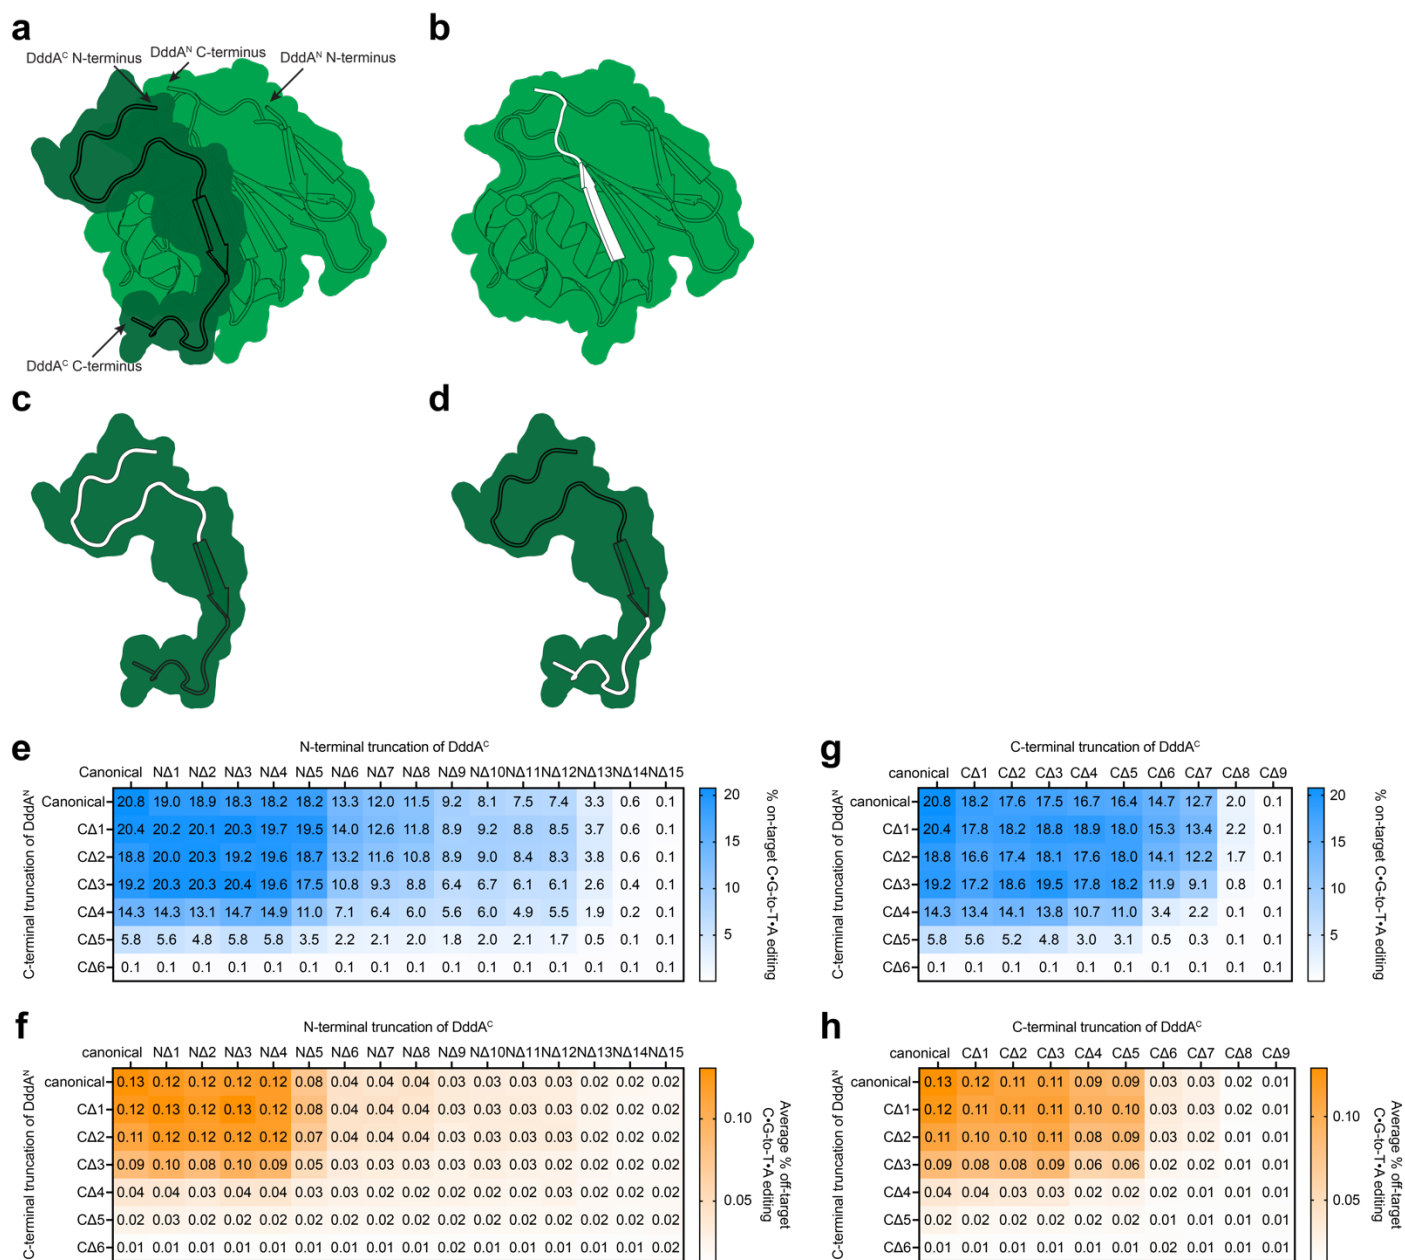 a
DddAC N-terminus
DddAN C-terminus
DddAN N-terminus
DddAC C-terminus
b
c
d
e
N-terminal truncation of DddAC
Canonical NΔ1 NΔ2 NΔ3 NΔ4 NΔ5 NΔ6 NΔ7 NΔ8 NΔ9 NΔ10 NΔ11 NΔ12 NΔ13 NΔ14 NΔ15
C-terminal truncation of DddAN
Canonical 20.8 19.0 18.9 18.3 18.2 18.2 13.3 12.0 11.5 9.2 8.1 7.5 7.4 3.3 0.6 0.1
CΔ1 20.4 20.2 20.1 20.3 19.7 19.5 14.0 12.6 11.8 8.9 9.2 8.8 8.5 3.7 0.6 0.1
CΔ2 18.8 20.0 20.3 19.2 19.6 18.7 13.2 11.6 10.8 8.9 9.0 8.4 8.3 3.8 0.6 0.1
CΔ3 19.2 20.3 20.3 20.4 19.6 17.5 10.8 9.3 8.8 6.4 6.7 6.1 6.1 2.6 0.4 0.1
CΔ4 14.3 14.3 13.1 14.7 14.9 11.0 7.1 6.4 6.0 5.6 6.0 4.9 5.5 1.9 0.2 0.1
CΔ5 5.8 5.6 4.8 5.8 5.8 3.5 2.2 2.1 2.0 1.8 2.0 2.1 1.7 0.5 0.1 0.1
CΔ6 0.1 0.1 0.1 0.1 0.1 0.1 0.1 0.1 0.1 0.1 0.1 0.1 0.1 0.1 0.1 0.1
20
15
10
5
% on-target C•G-to-T•A editing
g
C-terminal truncation of DddAC
canonical CΔ1 CΔ2 CΔ3 CΔ4 CΔ5 CΔ6 CΔ7 CΔ8 CΔ9
C-terminal truncation of DddAN
canonical 20.8 18.2 17.6 17.5 16.7 16.4 14.7 12.7 2.0 0.1
CΔ1 20.4 17.8 18.2 18.8 18.9 18.0 15.3 13.4 2.2 0.1
CΔ2 18.8 16.6 17.4 18.1 17.6 18.0 14.1 12.2 1.7 0.1
CΔ3 19.2 17.2 18.6 19.5 17.8 18.2 11.9 9.1 0.8 0.1
CΔ4 14.3 13.4 14.1 13.8 10.7 11.0 3.4 2.2 0.1 0.1
CΔ5 5.8 5.6 5.2 4.8 3.0 3.1 0.5 0.3 0.1 0.1
CΔ6 0.1 0.1 0.1 0.1 0.1 0.1 0.1 0.1 0.1 0.1
20
15
10
5
% on-target C•G-to-T•A editing
f
N-terminal truncation of DddAC
canonical NΔ1 NΔ2 NΔ3 NΔ4 NΔ5 NΔ6 NΔ7 NΔ8 NΔ9 NΔ10 NΔ11 NΔ12 NΔ13 NΔ14 NΔ15
C-terminal truncation of DddAN
canonical 0.13 0.12 0.12 0.12 0.12 0.08 0.04 0.04 0.04 0.03 0.03 0.03 0.03 0.02 0.02 0.02
CΔ1 0.12 0.13 0.12 0.13 0.12 0.08 0.04 0.04 0.04 0.03 0.03 0.03 0.03 0.02 0.02 0.02
CΔ2 0.11 0.12 0.12 0.12 0.12 0.07 0.04 0.04 0.04 0.03 0.03 0.03 0.02 0.02 0.02 0.02
CΔ3 0.09 0.10 0.08 0.10 0.09 0.05 0.03 0.03 0.03 0.03 0.03 0.03 0.02 0.02 0.02 0.02
CΔ4 0.04 0.04 0.03 0.04 0.04 0.03 0.03 0.02 0.02 0.02 0.02 0.02 0.03 0.02 0.02 0.02
CΔ5 0.02 0.03 0.02 0.02 0.02 0.02 0.02 0.02 0.02 0.02 0.02 0.02 0.02 0.02 0.02 0.02
CΔ6 0.01 0.01 0.01 0.01 0.01 0.01 0.01 0.01 0.01 0.01 0.01 0.01 0.02 0.02 0.02 0.02
0.10
0.05
Average % off-target
C•G-to-T•A editing
h
C-terminal truncation of DddAC
canonical CΔ1 CΔ2 CΔ3 CΔ4 CΔ5 CΔ6 CΔ7 CΔ8 CΔ9
C-terminal truncation of DddAN
canonical 0.13 0.12 0.11 0.11 0.09 0.09 0.03 0.03 0.02 0.01
CΔ1 0.12 0.11 0.11 0.11 0.10 0.10 0.03 0.03 0.02 0.01
CΔ2 0.11 0.10 0.10 0.11 0.08 0.09 0.03 0.02 0.01 0.01
CΔ3 0.09 0.08 0.08 0.09 0.06 0.06 0.02 0.02 0.01 0.01
CΔ4 0.04 0.04 0.03 0.03 0.02 0.02 0.02 0.01 0.01 0.01
CΔ5 0.02 0.02 0.02 0.02 0.02 0.02 0.01 0.01 0.01 0.01
CΔ6 0.01 0.01 0.01 0.01 0.01 0.01 0.01 0.01 0.01 0.01
0.10
0.05
Average % off-target
C•G-to-T•A editing